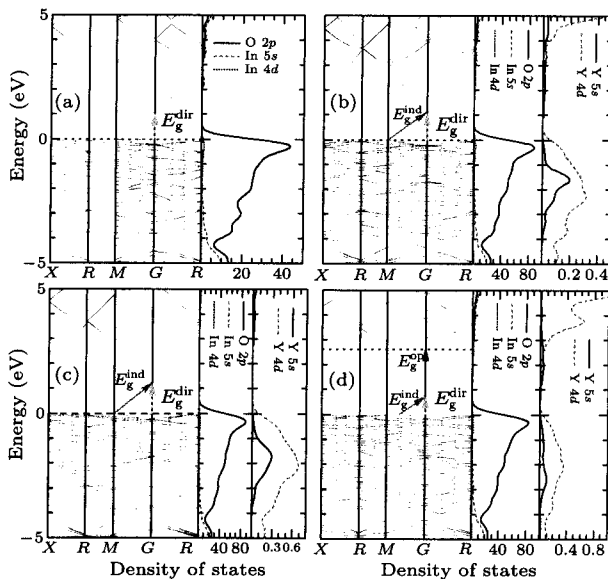 5
0
−5
Energy (eV)
(a)
E_g^dir
O 2p
In 5s
In 4d
X R M G R
20 40
(b)
E_g^ind
E_g^dir
O 2p
In 5s
In 4d
Y 5s
Y 4d
40 80
0.2 0.4
5
0
−5
Energy (eV)
(c)
E_g^ind
E_g^dir
O 2p
In 5s
In 4d
Y 5s
Y 4d
X R M G R
40 80
0.3 0.6
Density of states
(d)
E_g^op
E_g^ind
E_g^dir
O 2p
In 5s
In 4d
Y 5s
Y 4d
X R M G R
40 80
0.2 0.8
Density of states